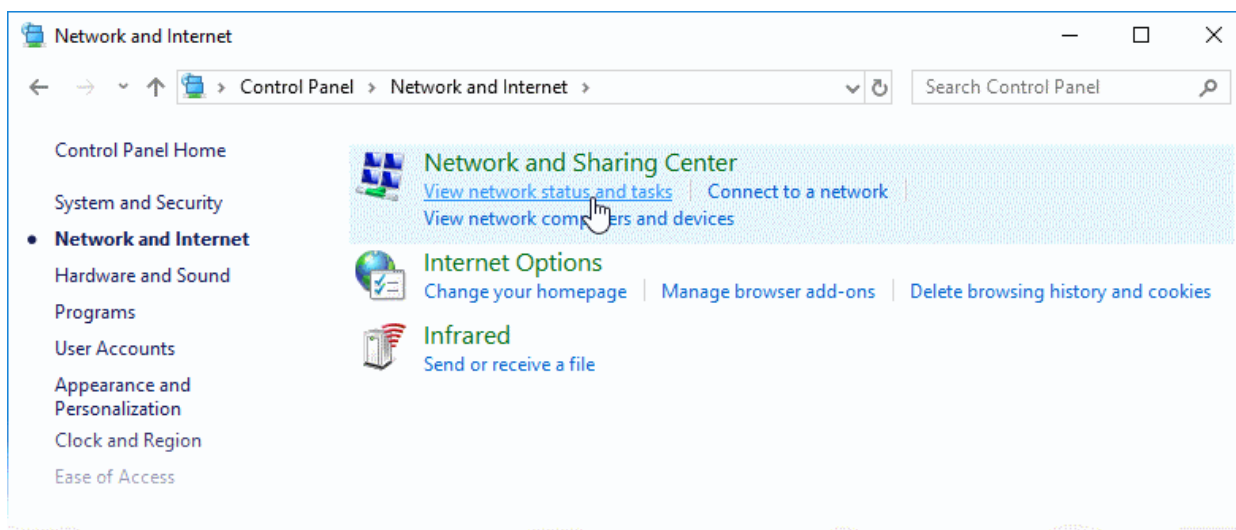 Network and Internet
Control Panel > Network and Internet >
Search Control Panel
Control Panel Home
System and Security
Network and Internet
Hardware and Sound
Programs
User Accounts
Appearance and
Personalization
Clock and Region
Ease of Access
Network and Sharing Center
View network status and tasks
Connect to a network
View network computers and devices
Internet Options
Change your homepage
Manage browser add-ons
Delete browsing history and cookies
Infrared
Send or receive a file